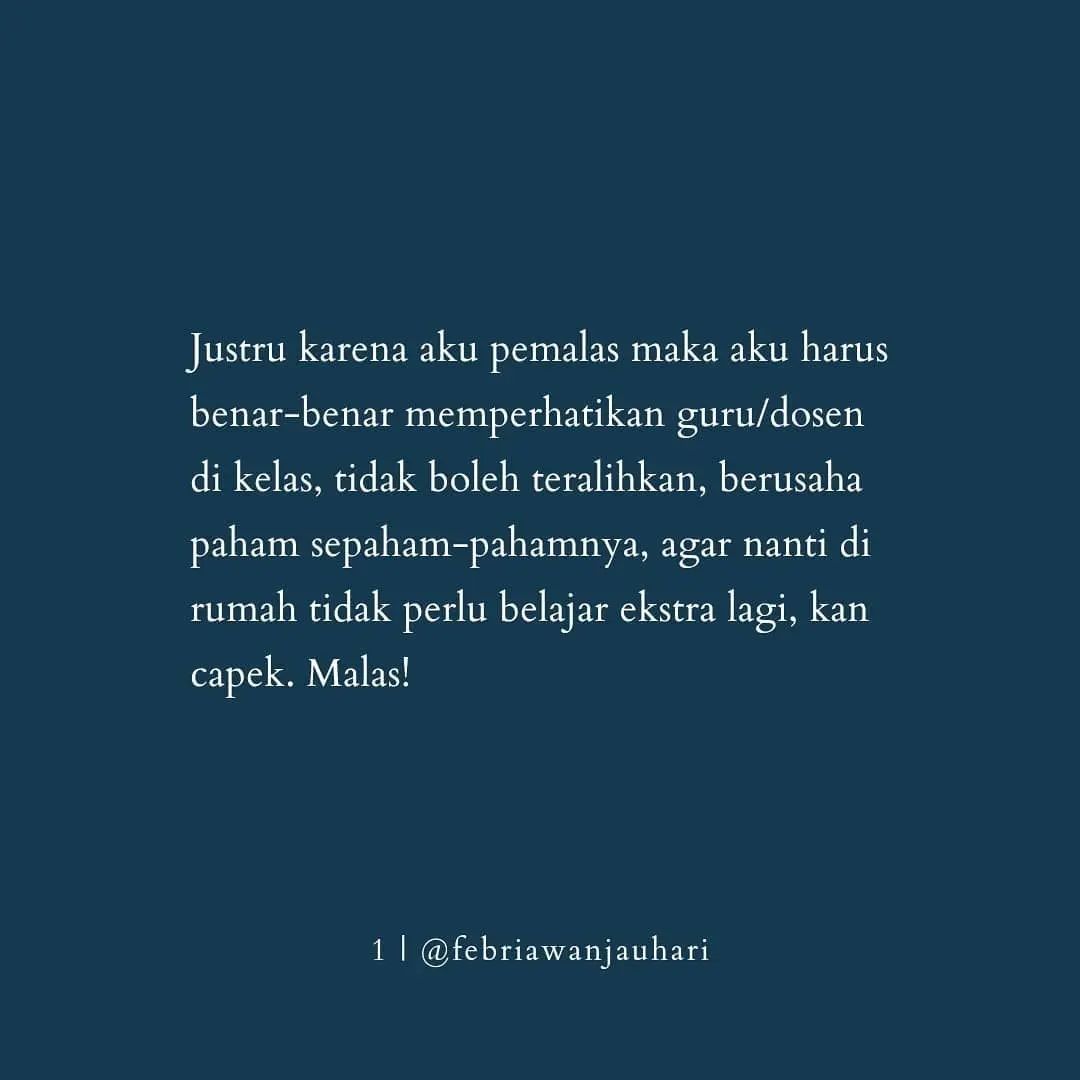 Justru karena aku pemalas maka aku harus
benar-benar memperhatikan guru/dosen
di kelas, tidak boleh teralihkan, berusaha
paham sepaham-pahamnya, agar nanti di
rumah tidak perlu belajar ekstra lagi, kan
capek. Malas!
1 | @febriawanjauhari